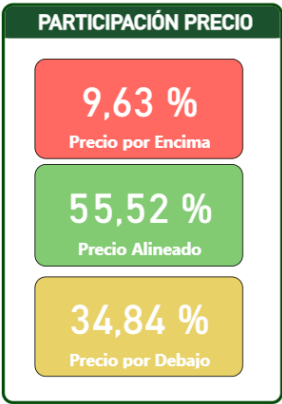 PARTICIPACIÓN PRECIO
9,63 %
Precio por Encima
55,52 %
Precio Alineado
34,84 %
Precio por Debajo